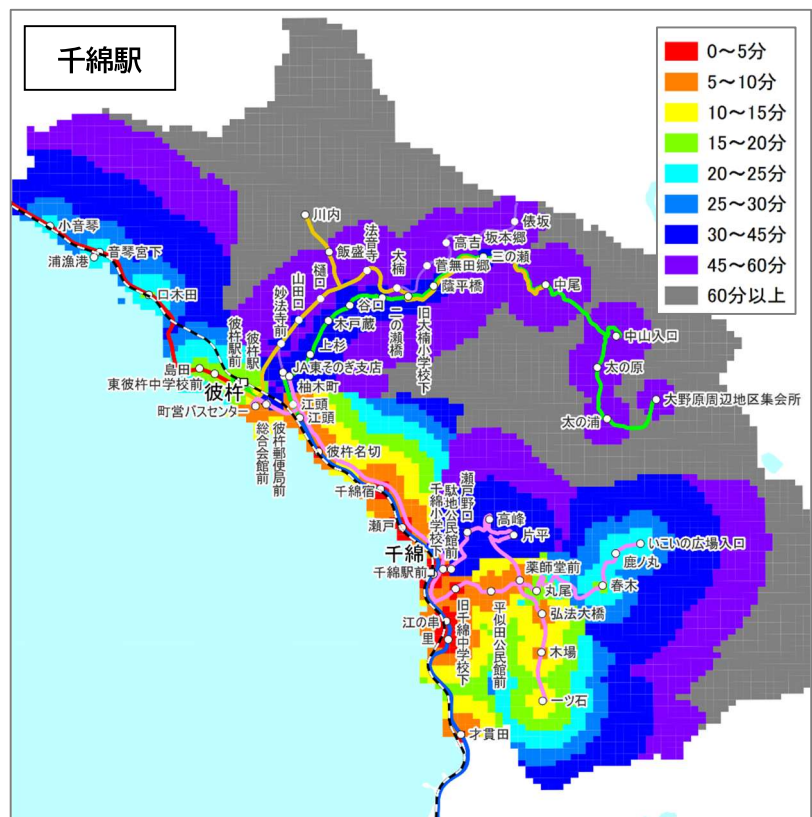 千綿駅
0～5分
5～10分
10～15分
15～20分
20～25分
25～30分
30～45分
45～60分
60分以上
小音琴
音琴宮下
浦漁港
口木田
島田
東彼杵中学校前
彼杵
町営バスセンター
彼杵駅前
彼杵駅
総合会館前
彼杵郵便局前
川内
飯盛
法音寺
樋口
山田口
妙法寺前
大楠
高吉
菅無田郷
坂本郷
俵坂
三の瀬
蔭平橋
旧大楠小学校下
二の瀬橋
谷口
木戸蔵
上杉
JA東そのぎ支店
柚木町
江頭
江頭
中尾
中山入口
太の原
太の浦
大野原周辺地区集会所
彼杵名切
千綿宿
瀬戸
千綿
千綿駅前
千綿小学校下
駄地公民館前
瀬戸野口
高峰
片平
薬師堂前
丸尾
いこいの広場入口
鹿ノ丸
春木
弘法大橋
木場
一ツ石
江の串
里
旧千綿中学校下
平似田公民館前
才貫田